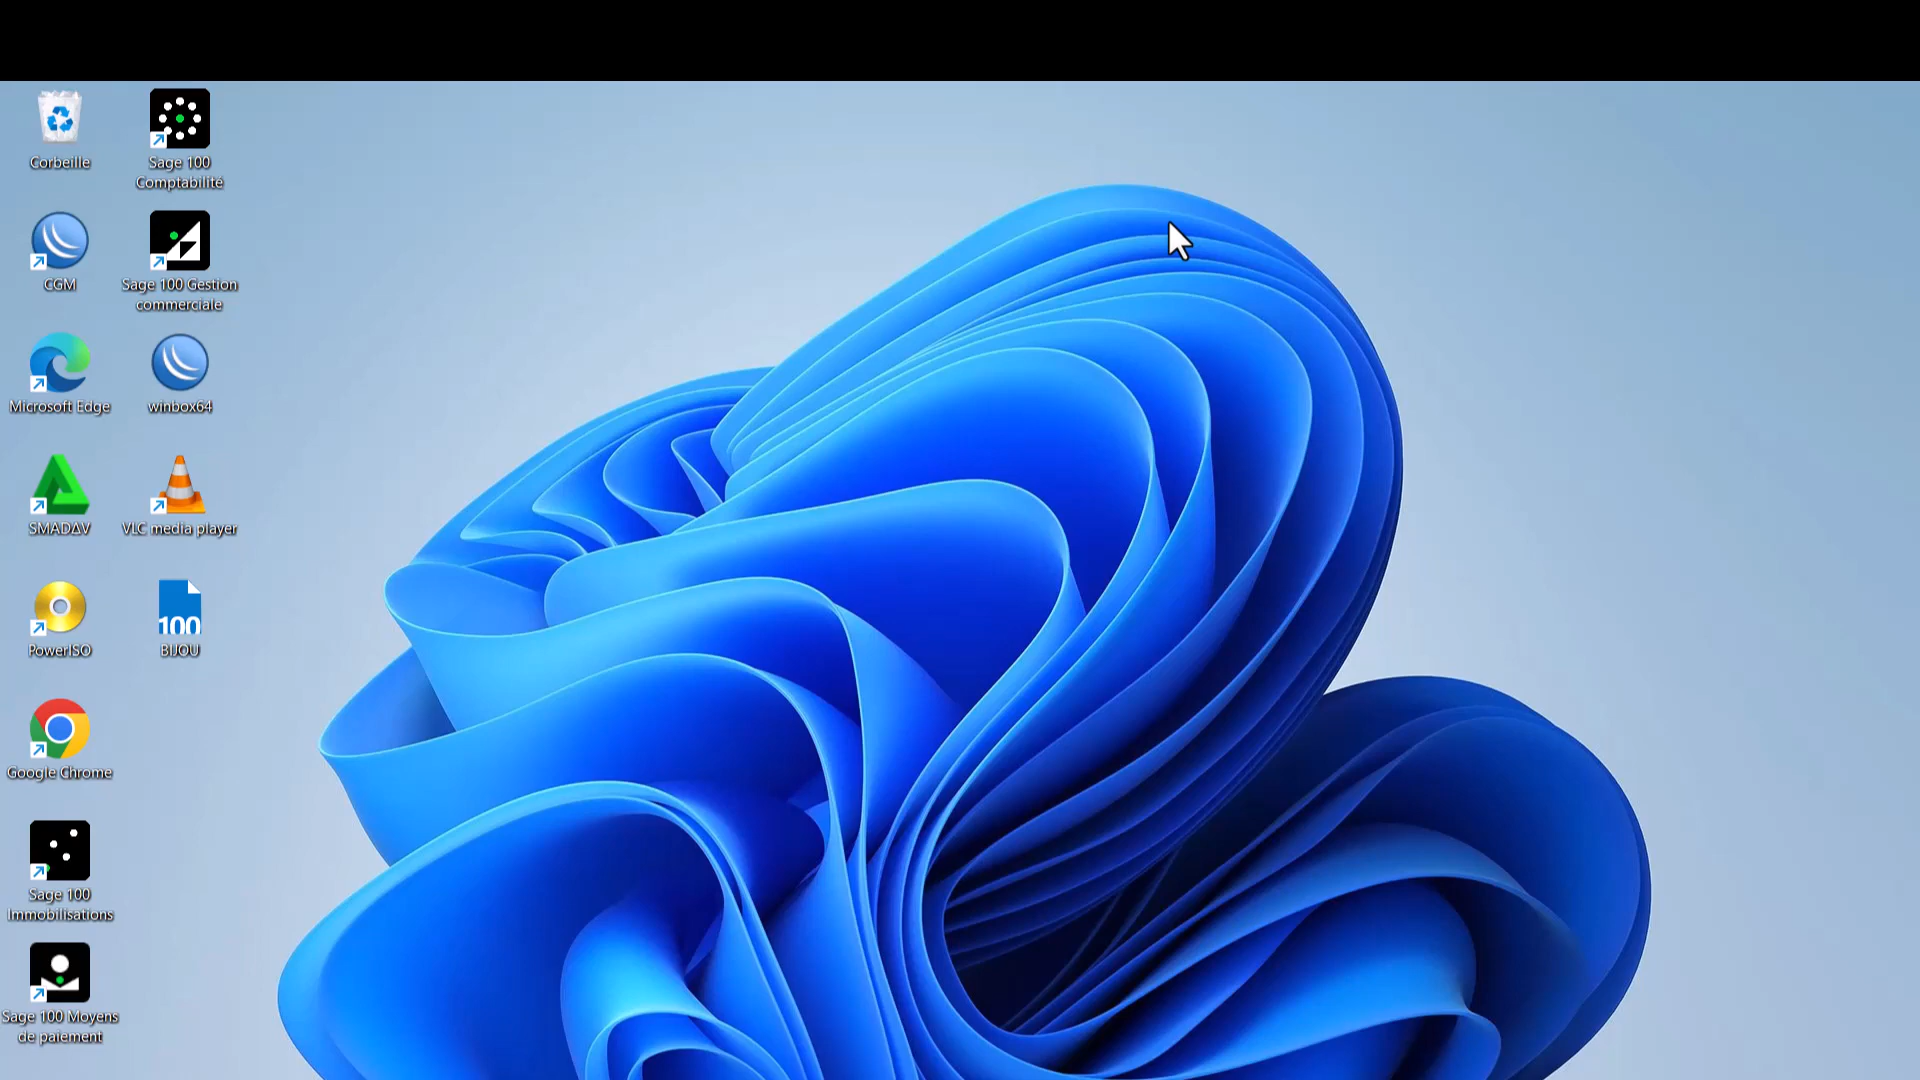 Corbeille
Sage 100
Comptabilité
CGM
Sage 100 Gestion
commerciale
Microsoft Edge
winbox64
SMADΔV
VLC media player
PowerISO
100
BIJOU
Google Chrome
Sage 100
Immobilisations
Sage 100 Moyens
de paiement